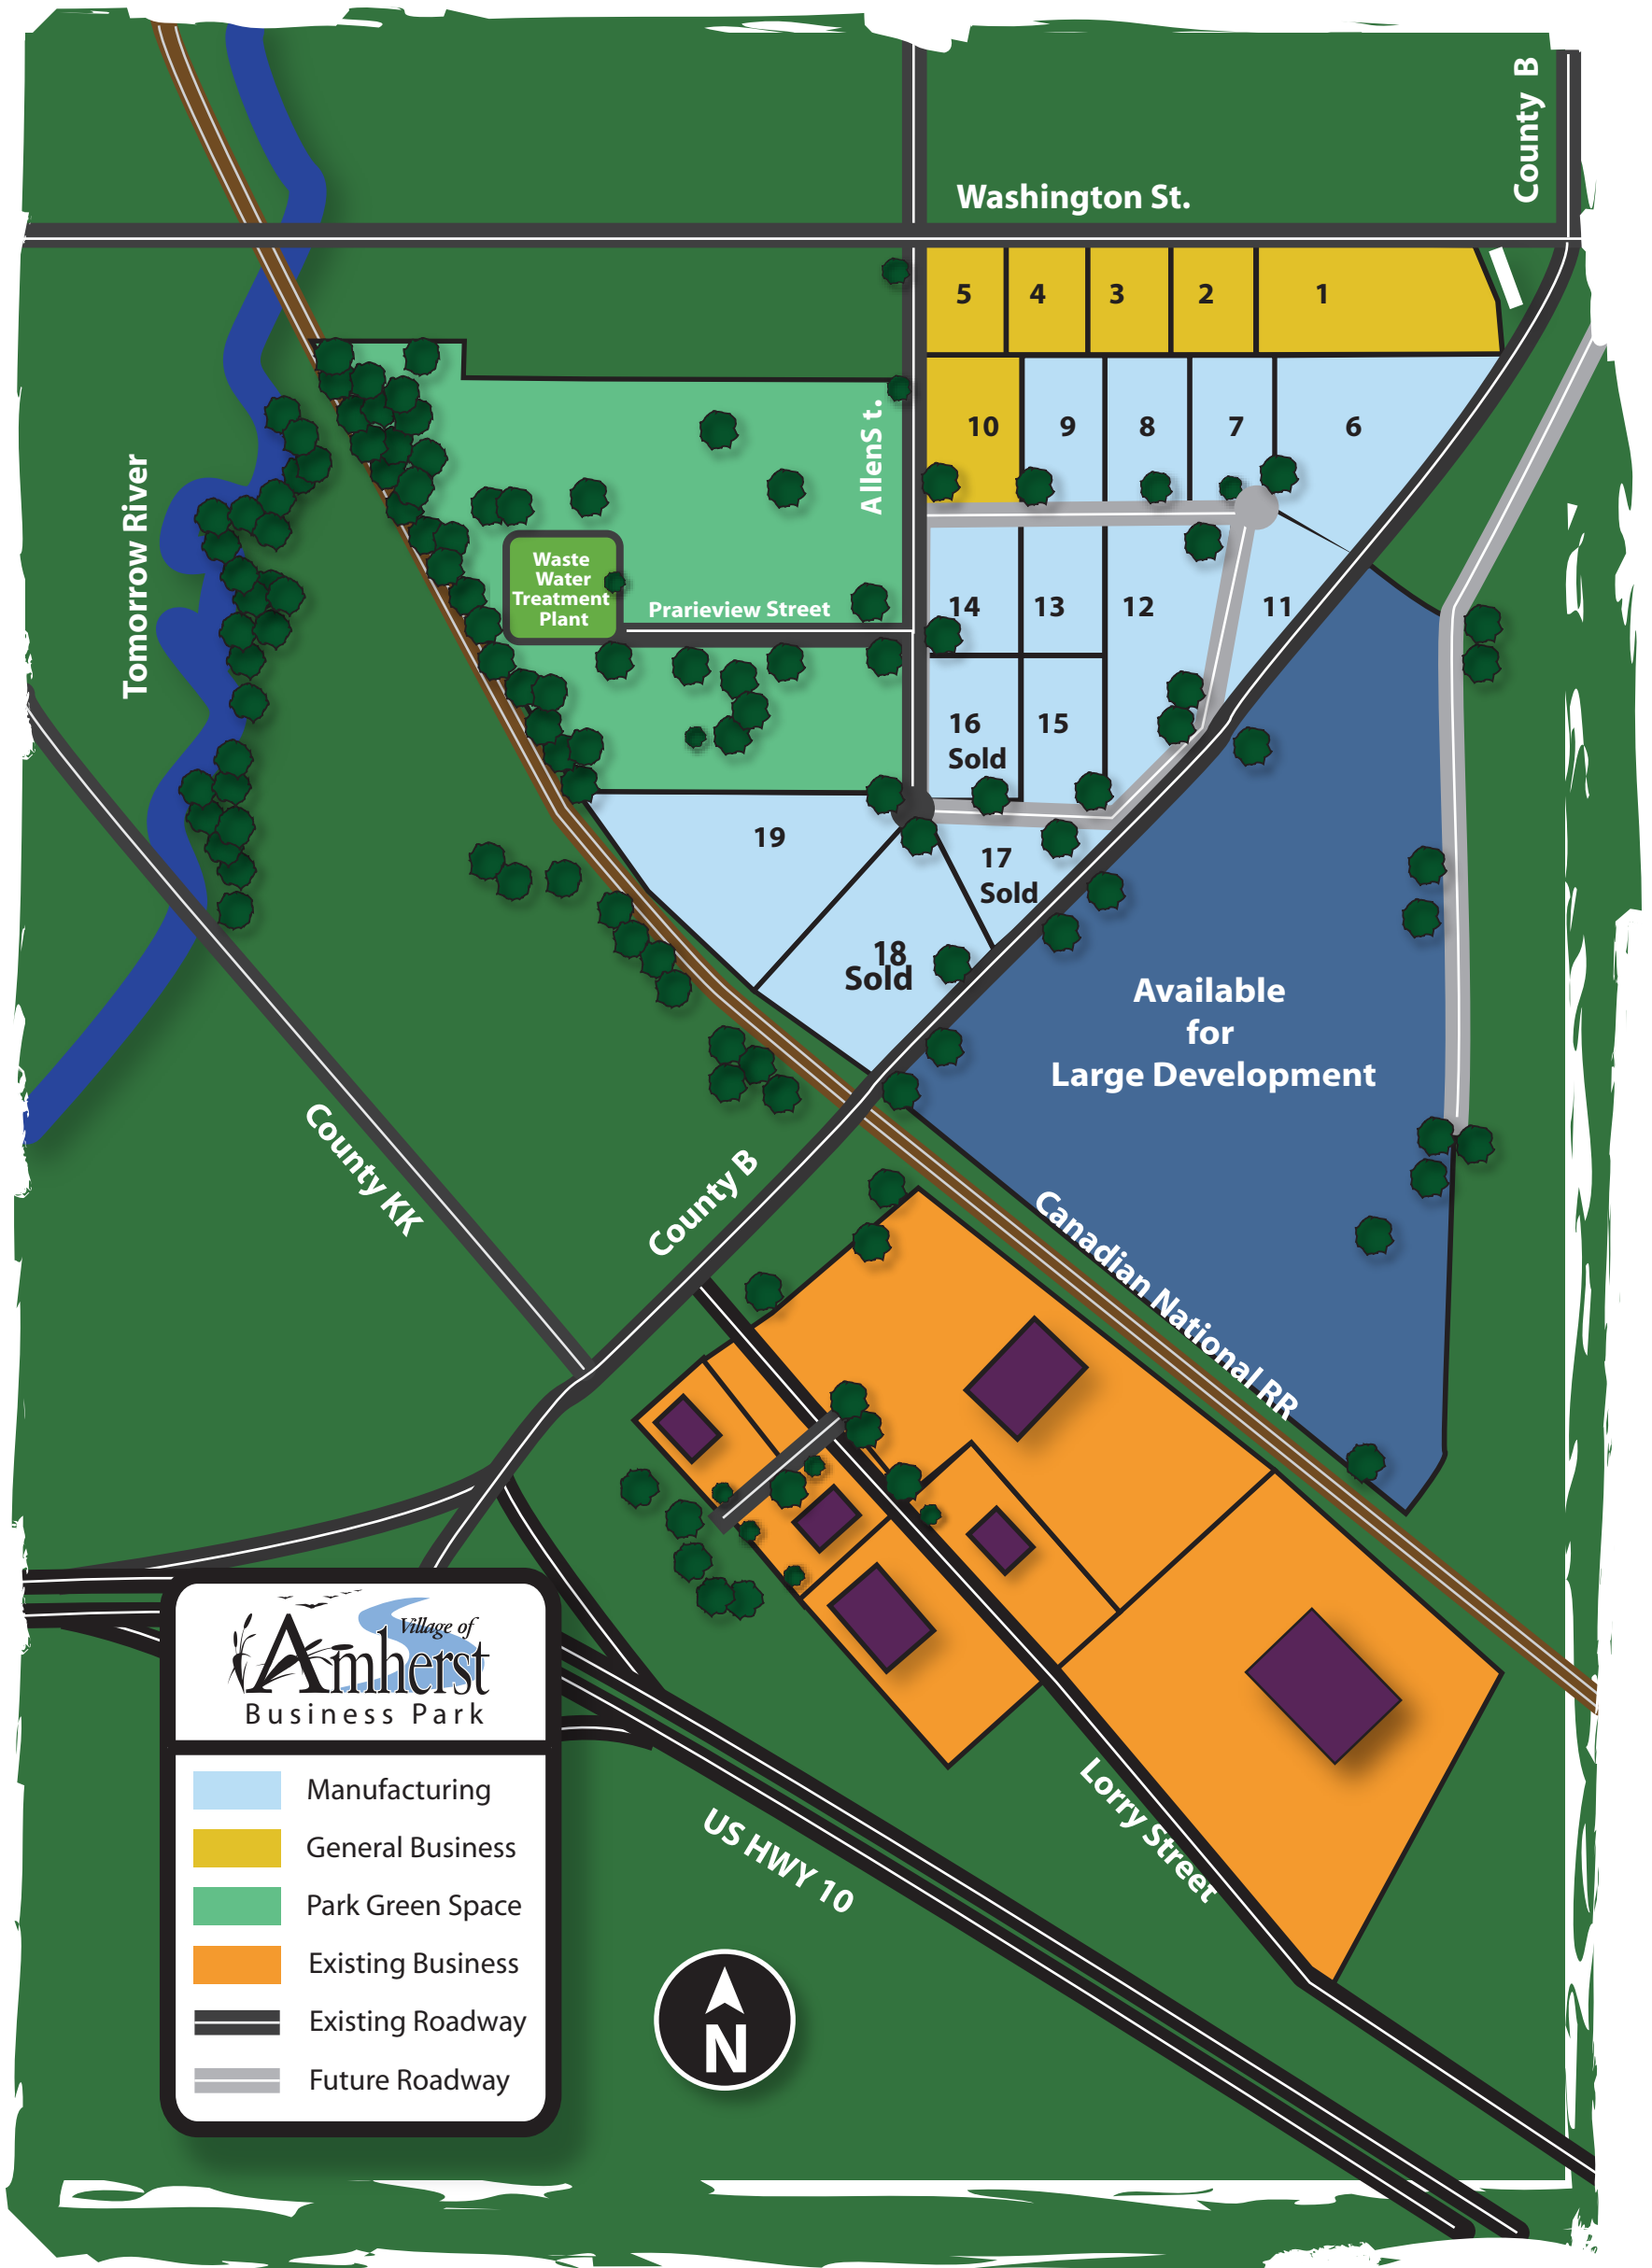 County B
Washington St.
5
4
3
2
1
10
9
8
7
6
AllenS t.
Tomorrow River
Waste
Water
Treatment
Plant
Prarieview Street
14
13
12
11
16
Sold
15
19
17
Sold
18
Sold
Available
for
Large Development
County KK
County B
Canadian National RR
Village of
Amherst
Business Park
Manufacturing
General Business
Park Green Space
Existing Business
Existing Roadway
Future Roadway
US HWY 10
Lorry Street
N